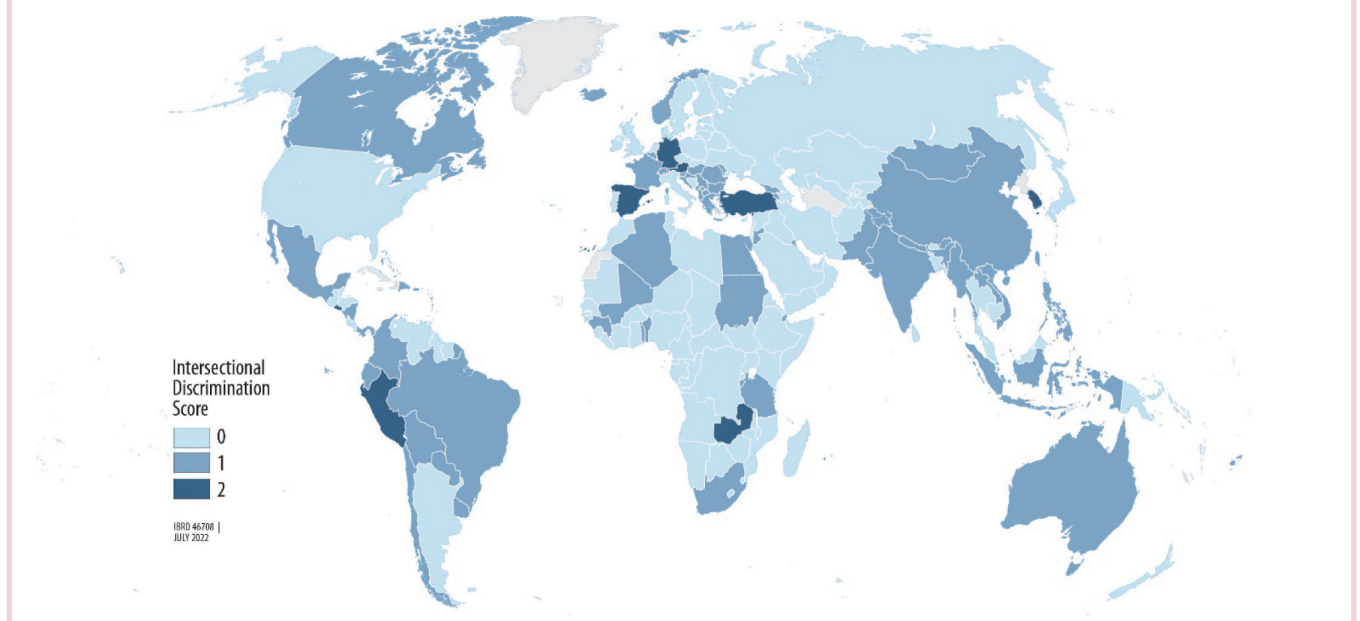 Intersectional
Discrimination
Score
0
1
2
IBRD 46708 |
JULY 2022